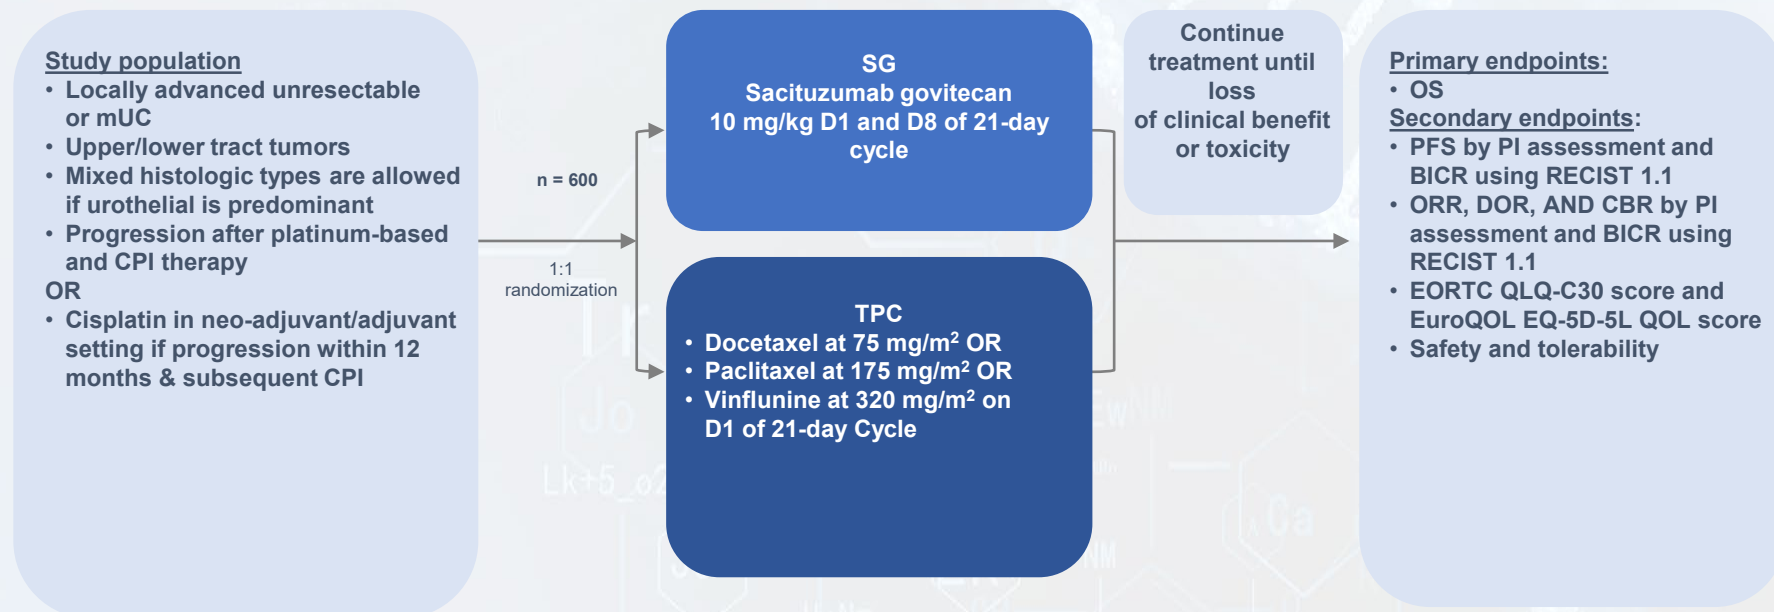 Study population
• Locally advanced unresectable
or mUC
• Upper/lower tract tumors
• Mixed histologic types are allowed
if urothelial is predominant
• Progression after platinum-based
and CPI therapy
OR
• Cisplatin in neo-adjuvant/adjuvant
setting if progression within 12
months & subsequent CPI
n = 600
1:1
randomization
SG
Sacituzumab govitecan
10 mg/kg D1 and D8 of 21-day
cycle
TPC
• Docetaxel at 75 mg/m² OR
• Paclitaxel at 175 mg/m² OR
• Vinflunine at 320 mg/m² on
D1 of 21-day Cycle
Continue
treatment until
loss
of clinical benefit
or toxicity
Primary endpoints:
• OS
Secondary endpoints:
• PFS by PI assessment and
BICR using RECIST 1.1
• ORR, DOR, AND CBR by PI
assessment and BICR using
RECIST 1.1
• EORTC QLQ-C30 score and
EuroQOL EQ-5D-5L QOL score
• Safety and tolerability
Tr
Jo
Lk+5_o2
EwNM
Ca
NM